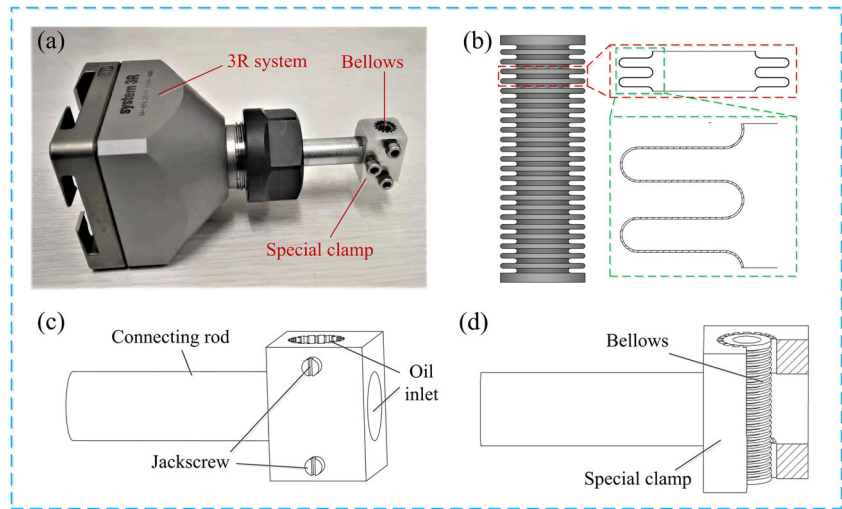 (a)
3R system
Bellows
system 3R
Special clamp
(b)
(c)
Connecting rod
Oil
inlet
Jackscrew
(d)
Bellows
Special clamp